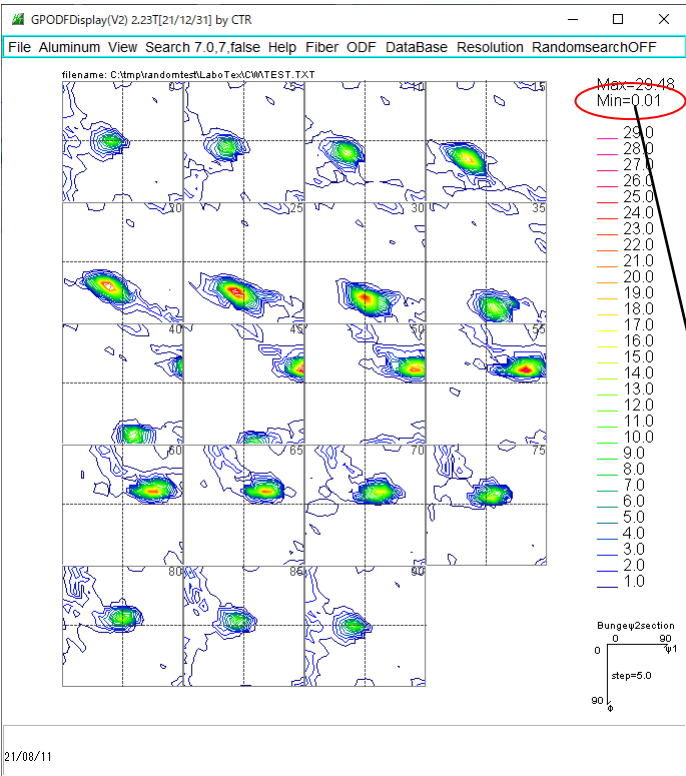 GPODFDisplay(V2) 2.23T[21/12/31] by CTR
File Aluminum View Search 7.0,7,false Help Fiber ODF DataBase Resolution RandomsearchOFF
filename: C:\tmp\randomtest\LaboTex\CW\TEST.TXT
0 5 10 15
20 25 30 35
40 45 50 55
60 65 70 75
80 85 90
Max=29.48
Min=0.01
29.0
28.0
27.0
26.0
25.0
24.0
23.0
22.0
21.0
20.0
19.0
18.0
17.0
16.0
15.0
14.0
13.0
12.0
11.0
10.0
9.0
8.0
7.0
6.0
5.0
4.0
3.0
2.0
1.0
Bungeψ2section
0 90
0 ψ1
step=5.0
90
Φ
21/08/11